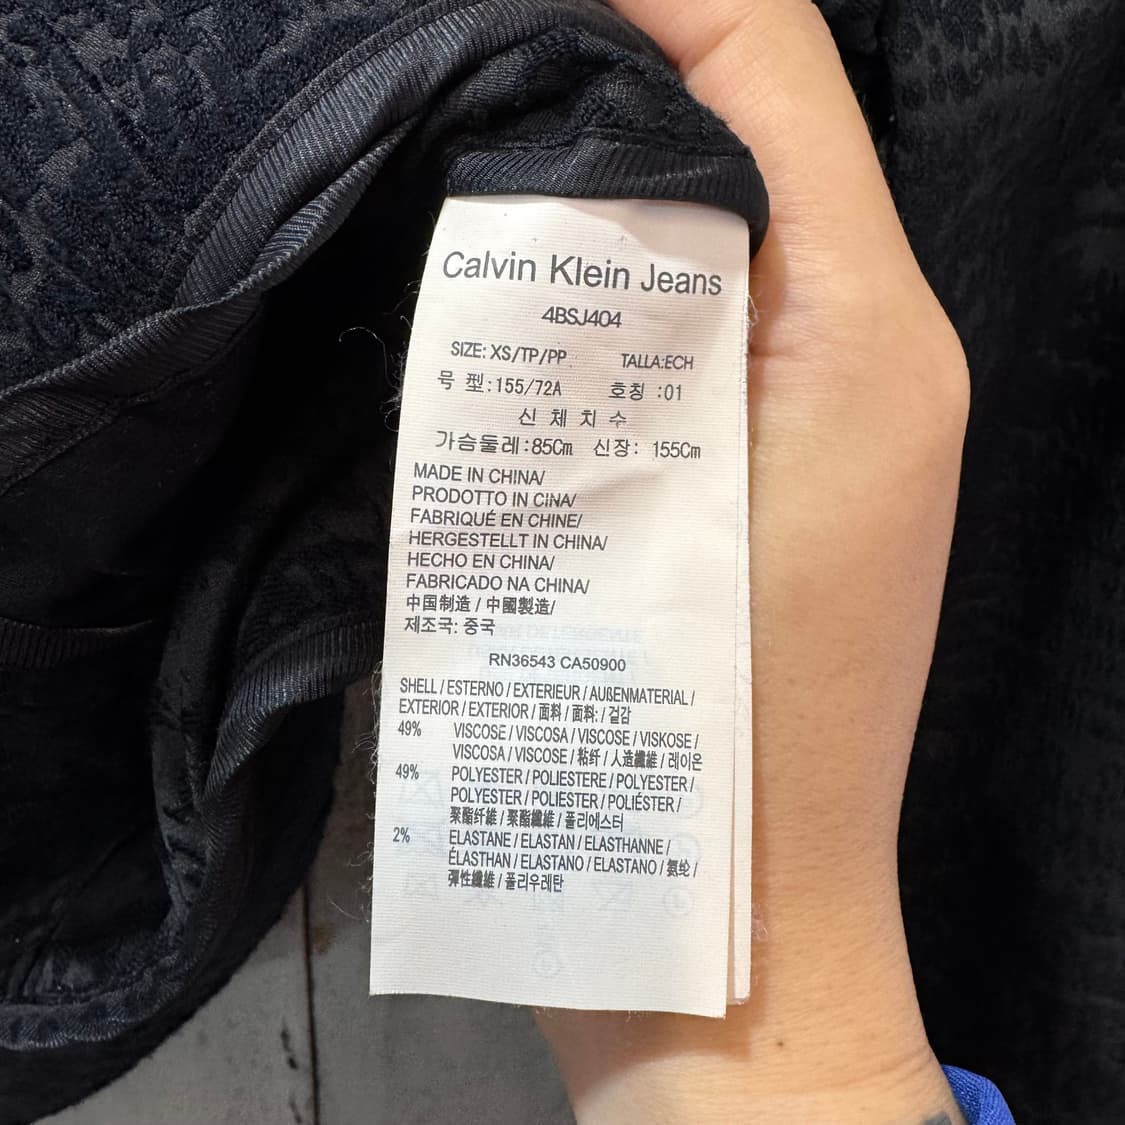 Calvin Klein Jeans
4BSJ404
SIZE: XS/TP/PP TALLA:ECH
号 型:155/72A 호칭 :01
신 체 치 수
가슴둘레:85Cm 신장: 155Cm
MADE IN CHINA/
PRODOTTO IN CINA/
FABRIQUÉ EN CHINE/
HERGESTELLT IN CHINA/
HECHO EN CHINA/
FABRICADO NA CHINA/
中国制造 / 中國製造/
제조국: 중국
RN36543 CA50900
SHELL / ESTERNO / EXTERIEUR / AUßENMATERIAL /
EXTERIOR / EXTERIOR / 面料 / 面料: / 겉감
49% VISCOSE / VISCOSA / VISCOSE / VISKOSE /
VISCOSA / VISCOSE / 粘纤 / 人造纖維 / 레이온
49% POLYESTER / POLIESTERE / POLYESTER /
POLYESTER / POLIESTER / POLIÉSTER /
聚酯纤维 / 聚酯纖維 / 폴리에스터
2% ELASTANE / ELASTAN / ELASTHANNE /
ÉLASTHAN / ELASTANO / ELASTANO / 氨纶 /
彈性纖維 / 폴리우레탄